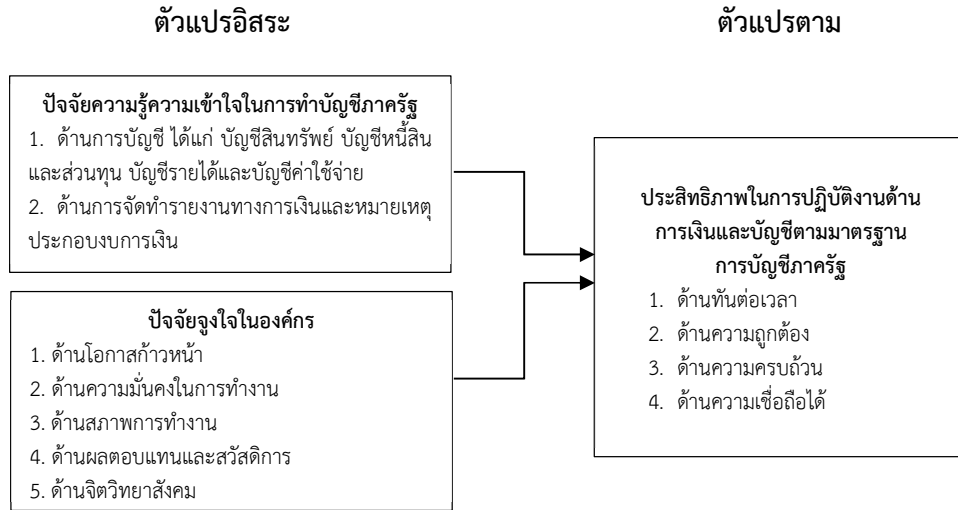 ตัวแปรอิสระ
ตัวแปรตาม
ปัจจัยความรู้ความเข้าใจในการทำบัญชีภาครัฐ
1. ด้านการบัญชี ได้แก่ บัญชีสินทรัพย์ บัญชีหนี้สิน
และส่วนทุน บัญชีรายได้และบัญชีค่าใช้จ่าย
2. ด้านการจัดทำรายงานทางการเงินและหมายเหตุ
ประกอบงบการเงิน
ปัจจัยจูงใจในองค์กร
1. ด้านโอกาสก้าวหน้า
2. ด้านความมั่นคงในการทำงาน
3. ด้านสภาพการทำงาน
4. ด้านผลตอบแทนและสวัสดิการ
5. ด้านจิตวิทยาสังคม
ประสิทธิภาพในการปฏิบัติงานด้าน
การเงินและบัญชีตามมาตรฐาน
การบัญชีภาครัฐ
1. ด้านทันต่อเวลา
2. ด้านความถูกต้อง
3. ด้านความครบถ้วน
4. ด้านความเชื่อถือได้